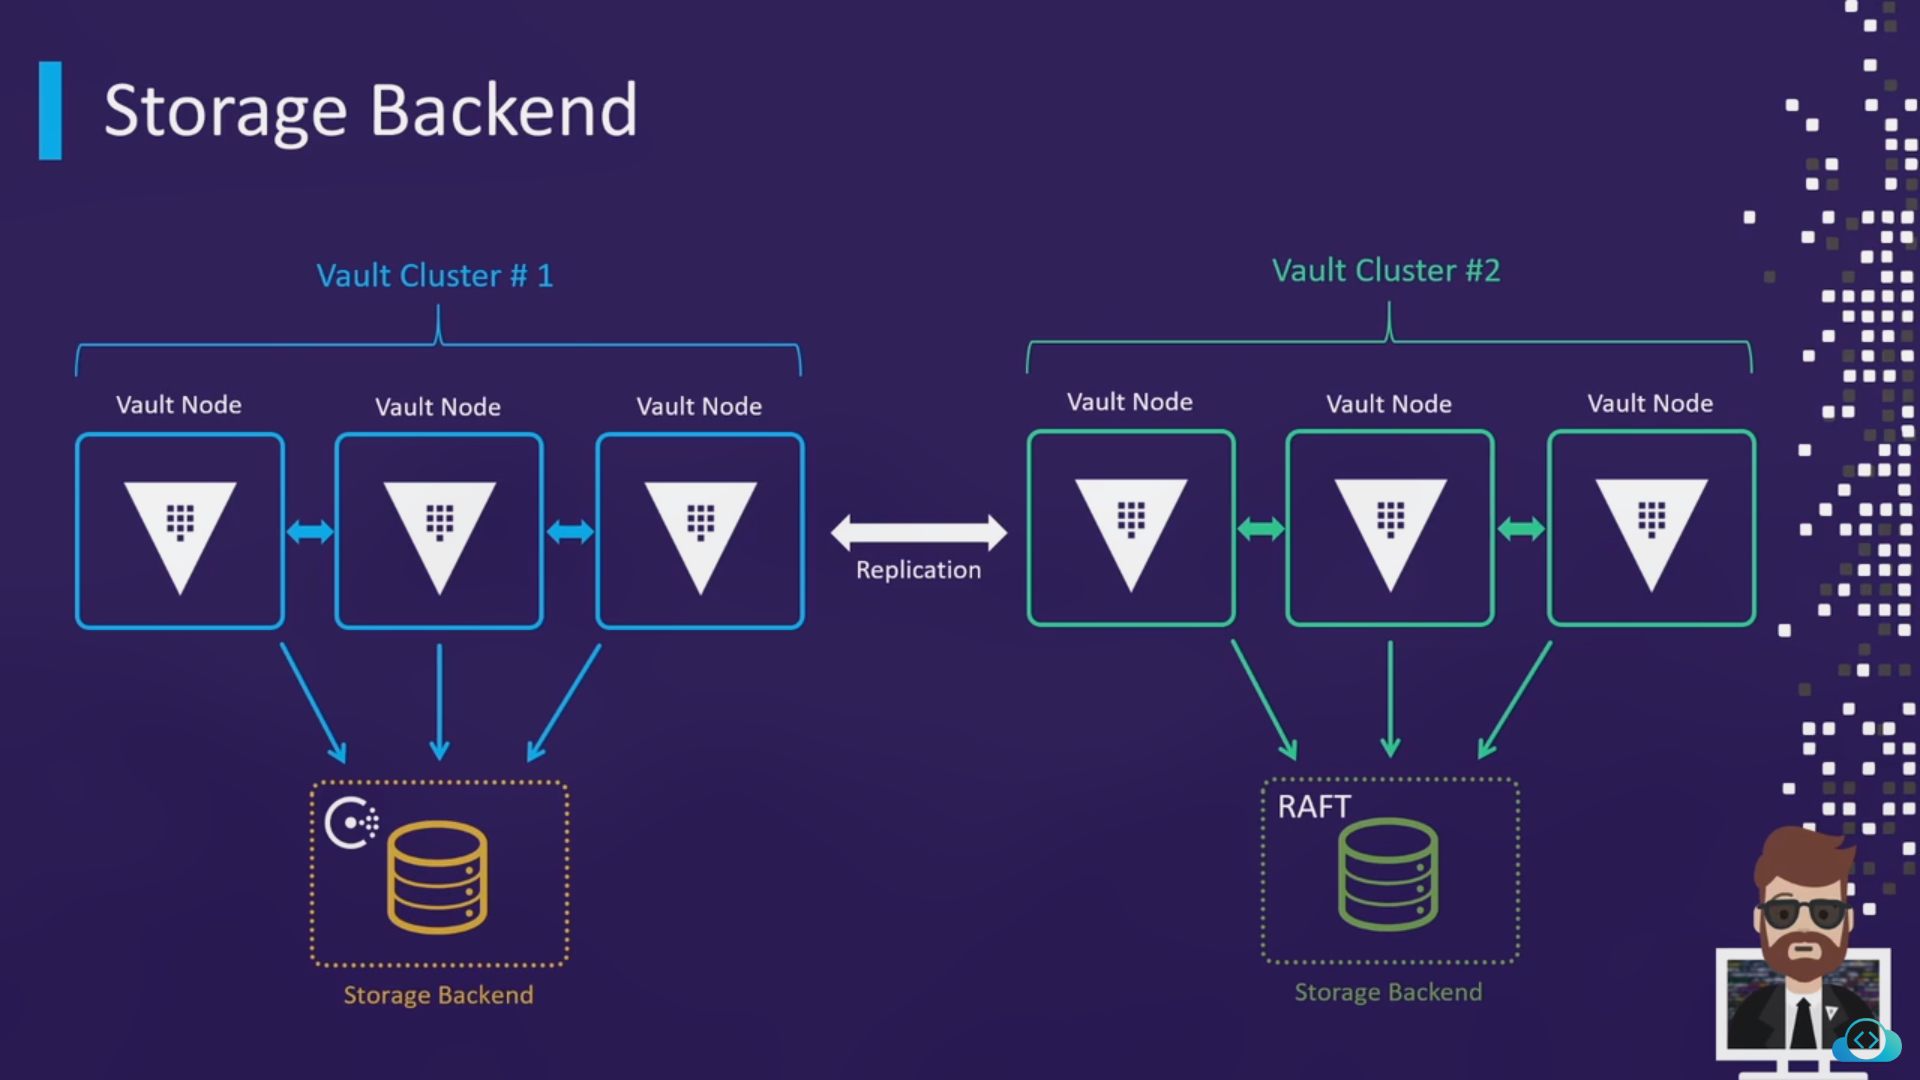 Storage Backend
Vault Cluster # 1
Vault Cluster #2
Vault Node
Vault Node
Vault Node
Vault Node
Vault Node
Vault Node
Replication
RAFT
Storage Backend
Storage Backend